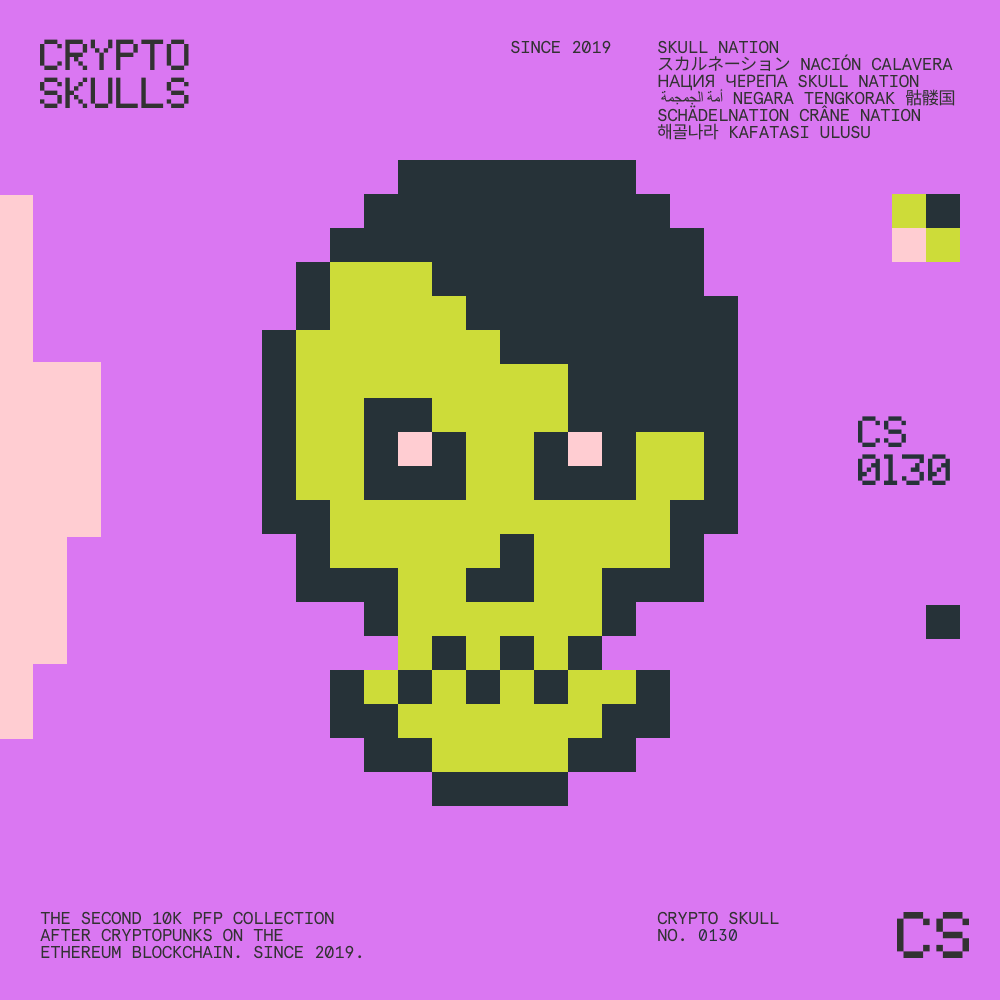 CRYPTO
SKULLS
SINCE 2019
SKULL NATION
スカルネーション NACIÓN CALAVERA
НАЦИЯ ЧЕРЕПА SKULL NATION
أمة الجمجمة NEGARA TENGKORAK 骷髅国
SCHÄDELNATION CRÂNE NATION
해골나라 KAFATASI ULUSU
CS
0130
THE SECOND 10K PFP COLLECTION
AFTER CRYPTOPUNKS ON THE
ETHEREUM BLOCKCHAIN. SINCE 2019.
CRYPTO SKULL
NO. 0130
CS